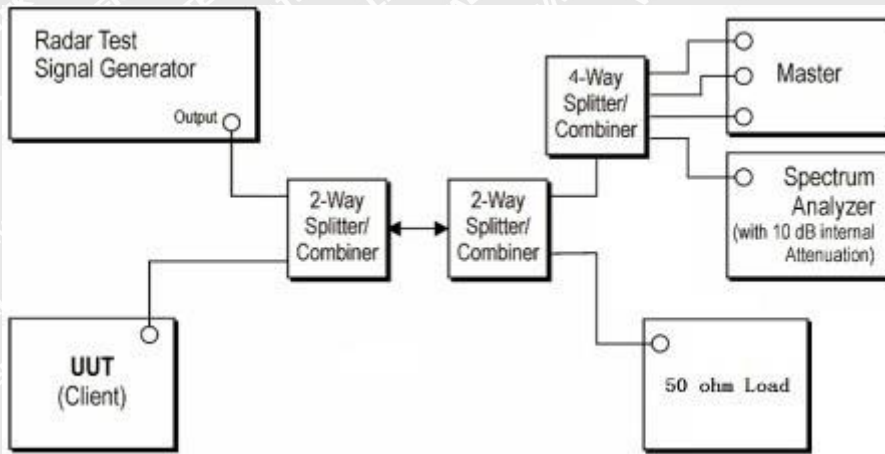 Radar Test
Signal Generator
Output
2-Way
Splitter/
Combiner
2-Way
Splitter/
Combiner
4-Way
Splitter/
Combiner
Master
Spectrum
Analyzer
(with 10 dB internal
Attenuation)
UUT
(Client)
50 ohm Load